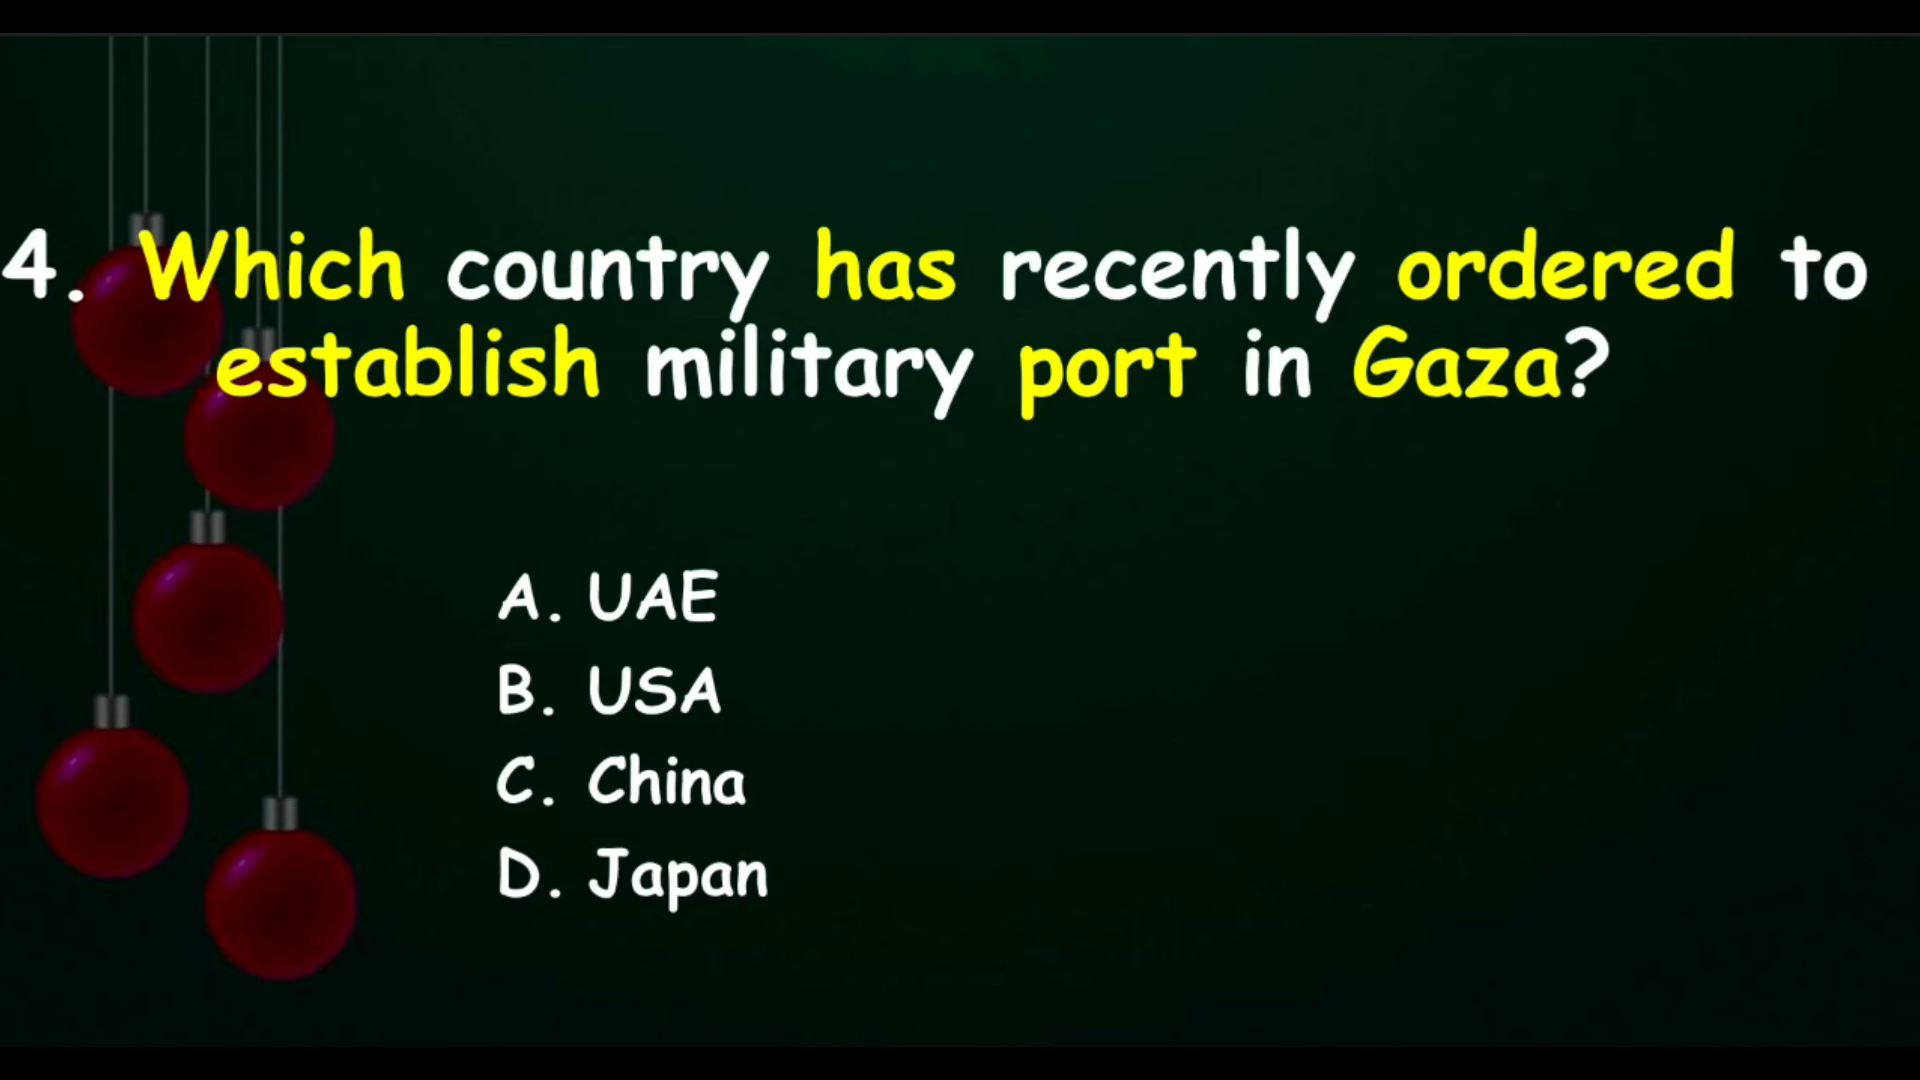 4. Which country has recently ordered to
establish military port in Gaza?
A. UAE
B. USA
C. China
D. Japan